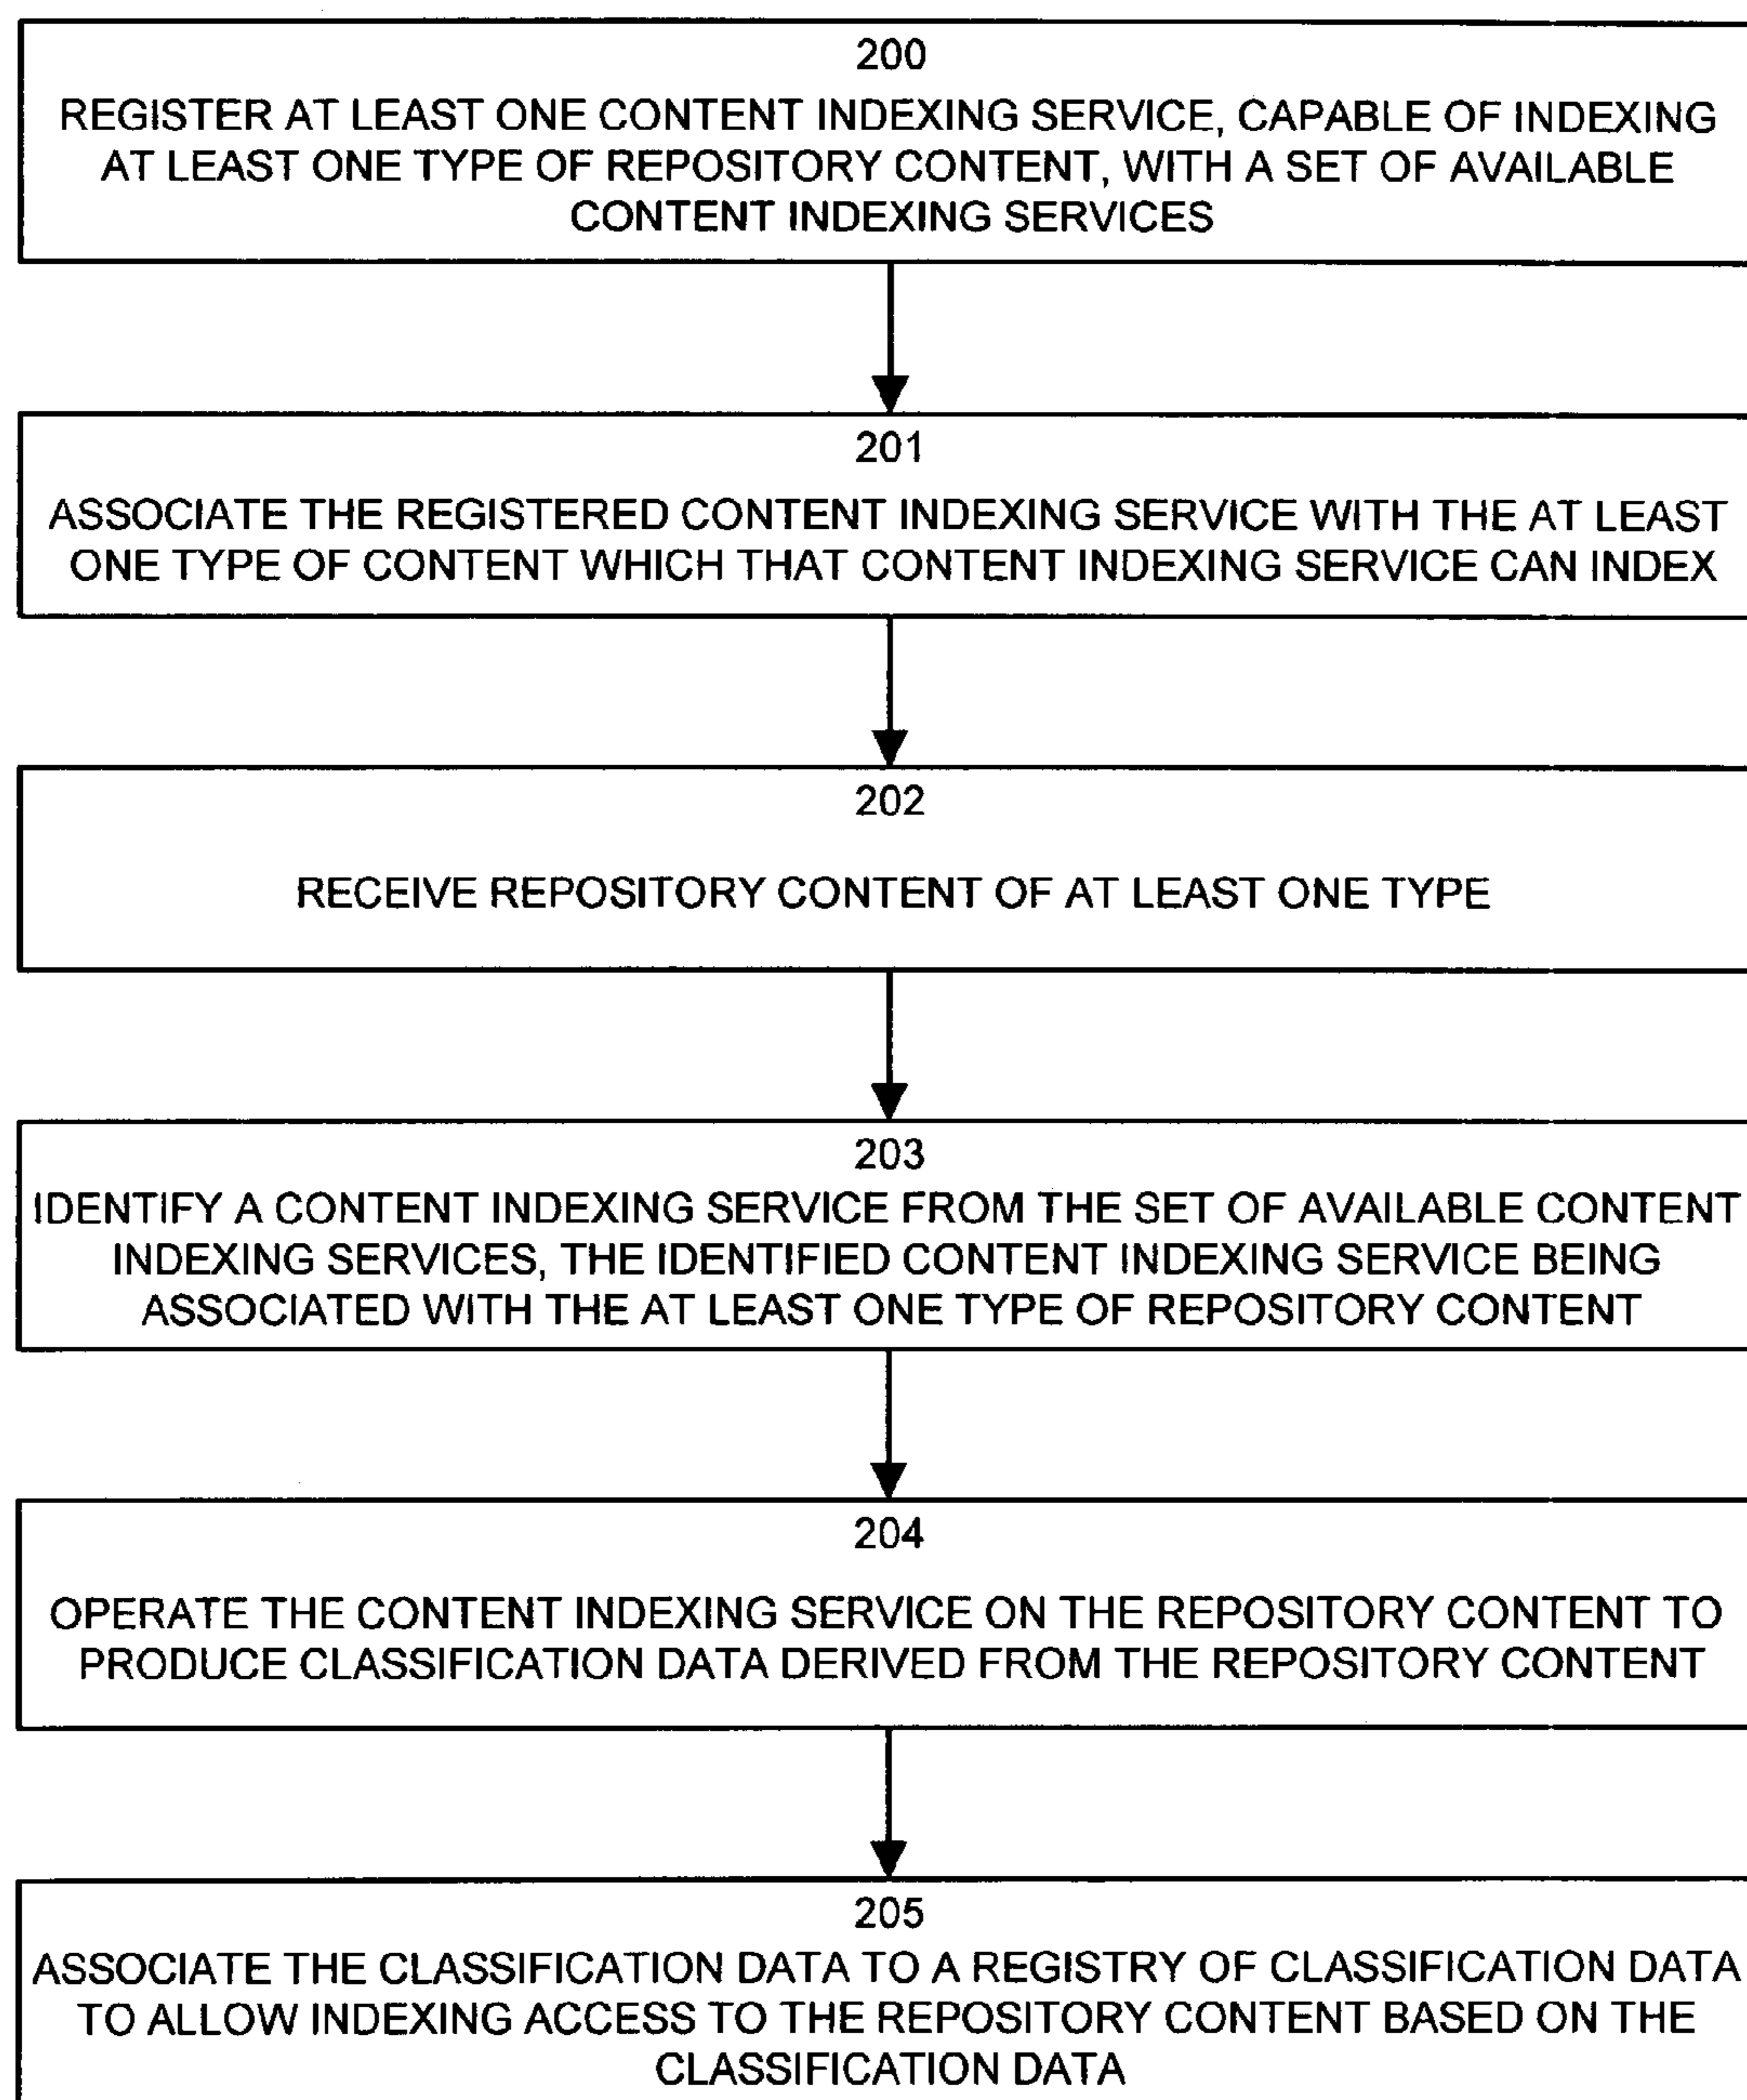 200
REGISTER AT LEAST ONE CONTENT INDEXING SERVICE, CAPABLE OF INDEXING
AT LEAST ONE TYPE OF REPOSITORY CONTENT, WITH A SET OF AVAILABLE
CONTENT INDEXING SERVICES
201
ASSOCIATE THE REGISTERED CONTENT INDEXING SERVICE WITH THE AT LEAST
ONE TYPE OF CONTENT WHICH THAT CONTENT INDEXING SERVICE CAN INDEX
202
RECEIVE REPOSITORY CONTENT OF AT LEAST ONE TYPE
203
IDENTIFY A CONTENT INDEXING SERVICE FROM THE SET OF AVAILABLE CONTENT
INDEXING SERVICES, THE IDENTIFIED CONTENT INDEXING SERVICE BEING
ASSOCIATED WITH THE AT LEAST ONE TYPE OF REPOSITORY CONTENT
204
OPERATE THE CONTENT INDEXING SERVICE ON THE REPOSITORY CONTENT TO
PRODUCE CLASSIFICATION DATA DERIVED FROM THE REPOSITORY CONTENT
205
ASSOCIATE THE CLASSIFICATION DATA TO A REGISTRY OF CLASSIFICATION DATA
TO ALLOW INDEXING ACCESS TO THE REPOSITORY CONTENT BASED ON THE
CLASSIFICATION DATA